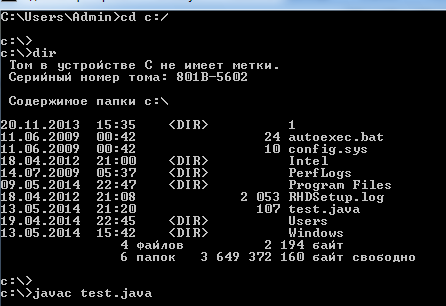 C:\Users\Admin>cd c:/
c:\>
c:\>dir
Том в устройстве C не имеет метки.
Серийный номер тома: 801B-5602
Содержимое папки c:\
20.11.2013 15:35 <DIR> 1
11.06.2009 00:42 24 autoexec.bat
11.06.2009 00:42 10 config.sys
18.04.2012 21:00 <DIR> Intel
14.07.2009 05:37 <DIR> PerfLogs
09.05.2014 22:47 <DIR> Program Files
18.04.2012 21:08 2 053 RHDSetup.log
13.05.2014 21:20 107 test.java
19.04.2014 22:45 <DIR> Users
13.05.2014 15:42 <DIR> Windows
4 файлов 2 194 байт
6 папок 3 649 372 160 байт свободно
c:\>
c:\>javac test.java